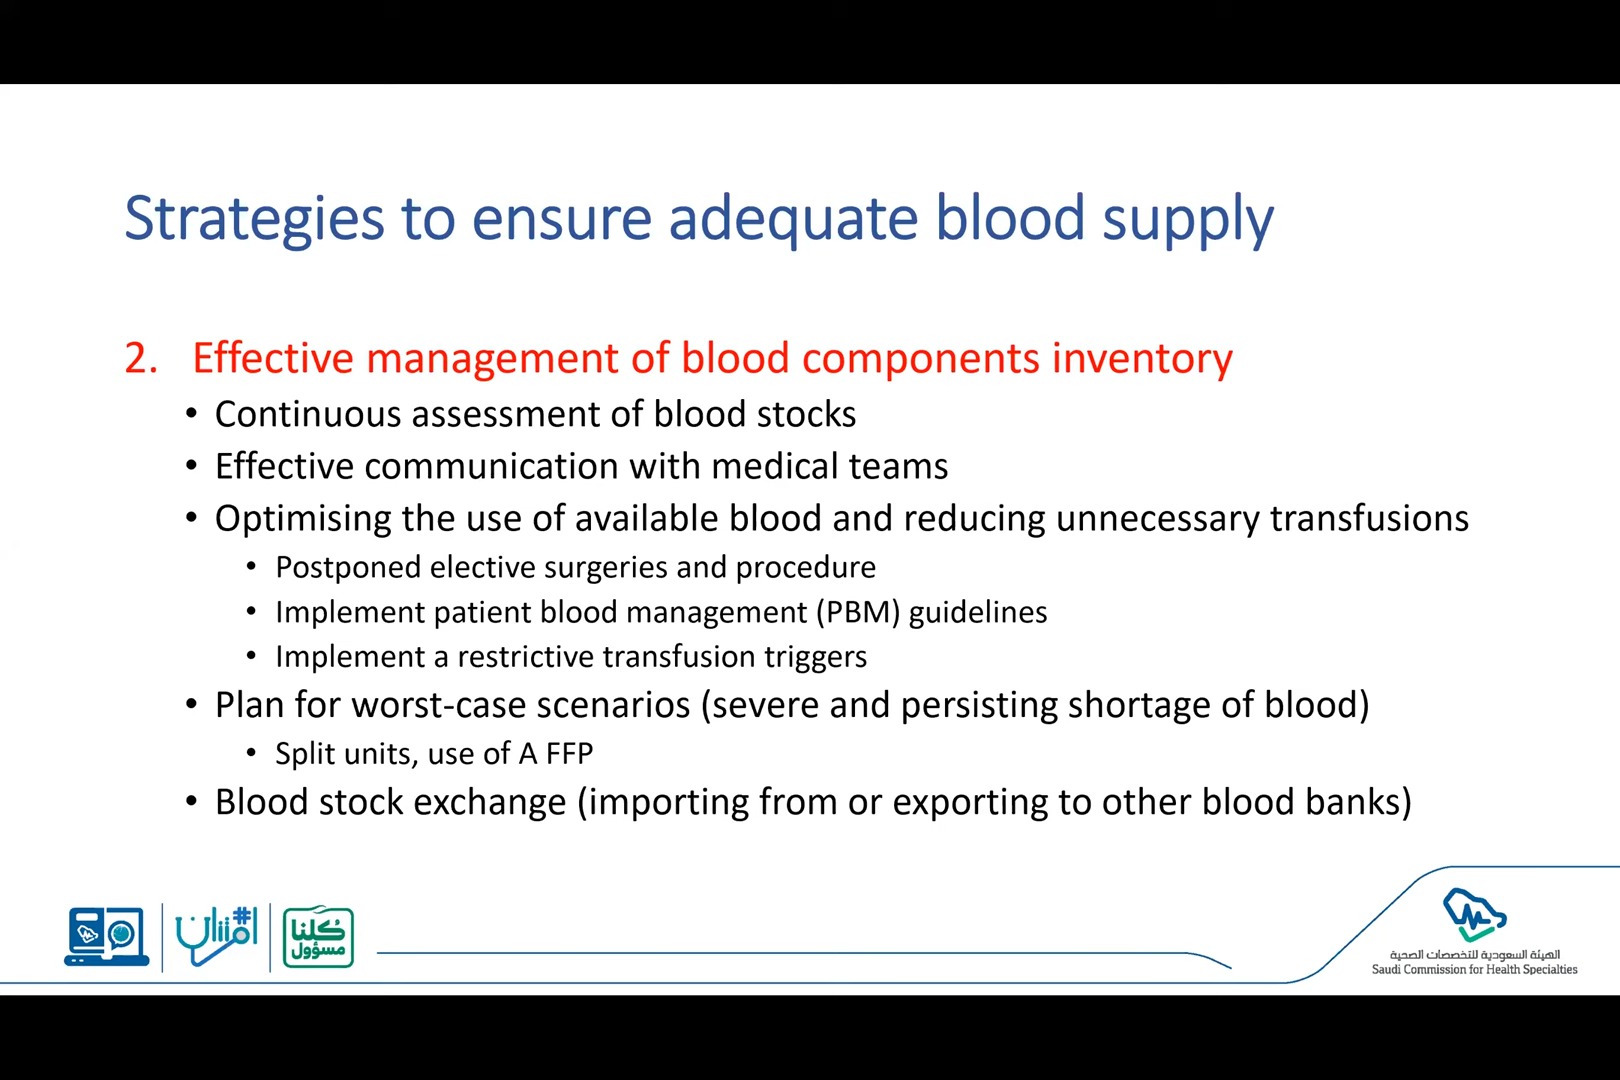 Strategies to ensure adequate blood supply
2. Effective management of blood components inventory
• Continuous assessment of blood stocks
• Effective communication with medical teams
• Optimising the use of available blood and reducing unnecessary transfusions
• Postponed elective surgeries and procedure
• Implement patient blood management (PBM) guidelines
• Implement a restrictive transfusion triggers
• Plan for worst-case scenarios (severe and persisting shortage of blood)
• Split units, use of A FFP
• Blood stock exchange (importing from or exporting to other blood banks)
#امتنان
كلنا
مسؤول
الهيئة السعودية للتخصصات الصحية
Saudi Commission for Health Specialties